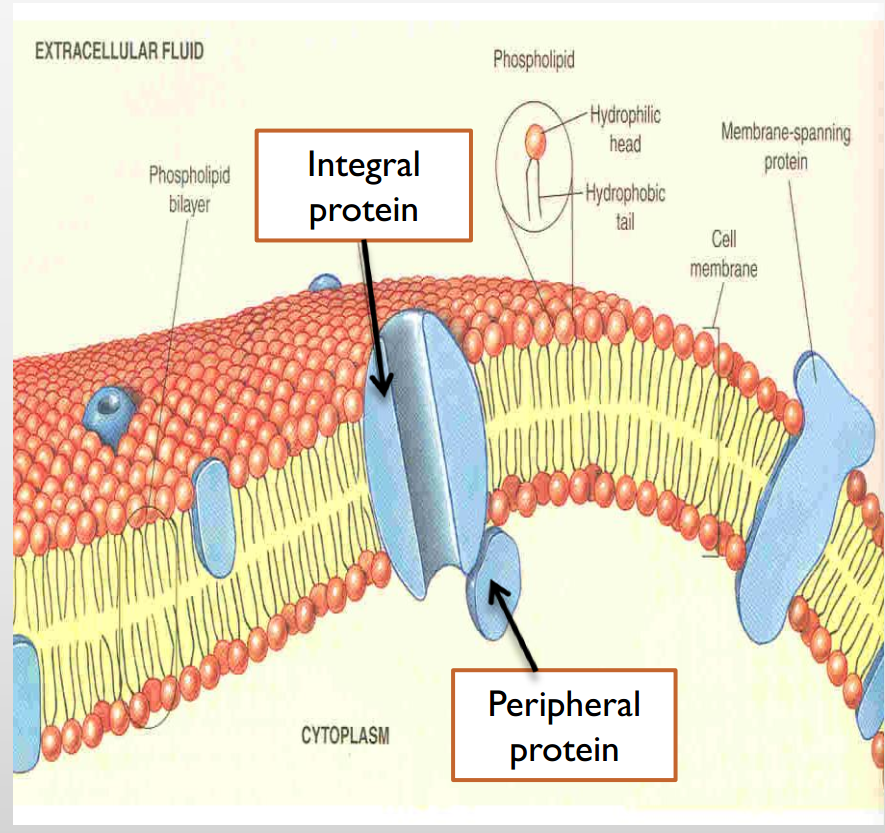 EXTRACELLULAR FLUID
Phospholipid
Hydrophilic
head
Hydrophobic
tail
Membrane-spanning
protein
Phospholipid
bilayer
Integral
protein
Cell
membrane
Peripheral
protein
CYTOPLASM